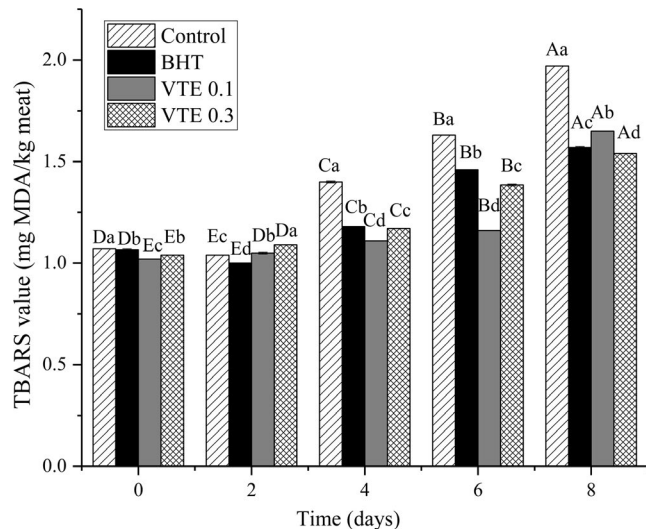 Control
BHT
VTE 0.1
VTE 0.3
TBARS value (mg MDA/kg meat)
2.0
1.5
1.0
0.5
0.0
Da Db Ec Eb
Ec Ed Db Da
Ca Cb Cd Cc
Ba Bb Bd Bc
Aa Ac Ab Ad
0 2 4 6 8
Time (days)